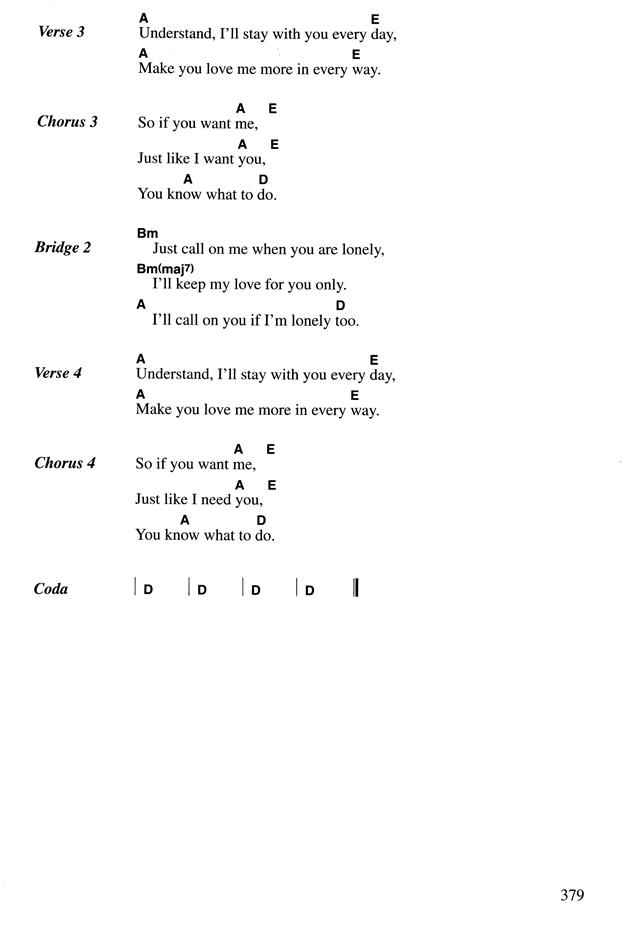 A E
Verse 3 Understand, I'll stay with you every day,
A E
Make you love me more in every way.
A E
Chorus 3 So if you want me,
A E
Just like I want you,
A D
You know what to do.
Bm
Bridge 2 Just call on me when you are lonely,
Bm(maj7)
I'll keep my love for you only.
A D
I'll call on you if I'm lonely too.
A E
Verse 4 Understand, I'll stay with you every day,
A E
Make you love me more in every way.
A E
Chorus 4 So if you want me,
A E
Just like I need you,
A D
You know what to do.
Coda | D | D | D | D ‖
379